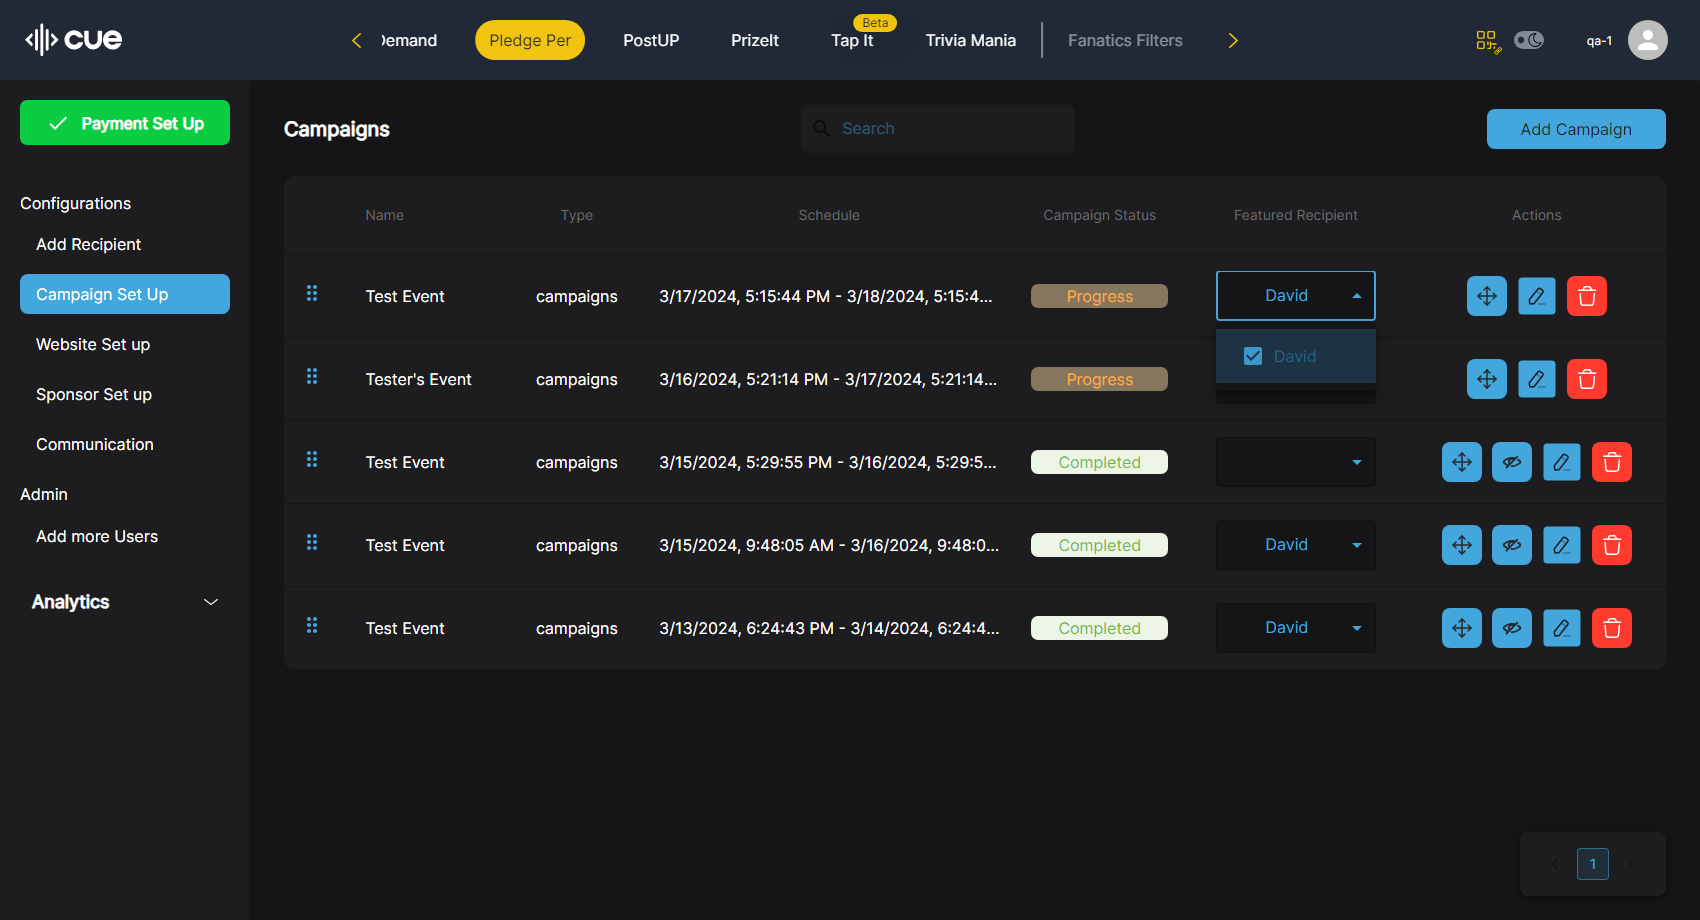 cue
Demand
Pledge Per
PostUP
PrizeIt
Beta
Tap It
Trivia Mania
Fanatics Filters
qa-1
Payment Set Up
Configurations
Add Recipient
Campaign Set Up
Website Set up
Sponsor Set up
Communication
Admin
Add more Users
Analytics
Campaigns
Search
Add Campaign
Name Type Schedule Campaign Status Featured Recipient Actions
Test Event campaigns 3/17/2024, 5:15:44 PM - 3/18/2024, 5:15:4... Progress David
David
Tester's Event campaigns 3/16/2024, 5:21:14 PM - 3/17/2024, 5:21:14... Progress
Test Event campaigns 3/15/2024, 5:29:55 PM - 3/16/2024, 5:29:5... Completed
Test Event campaigns 3/15/2024, 9:48:05 AM - 3/16/2024, 9:48:0... Completed David
Test Event campaigns 3/13/2024, 6:24:43 PM - 3/14/2024, 6:24:4... Completed David
1